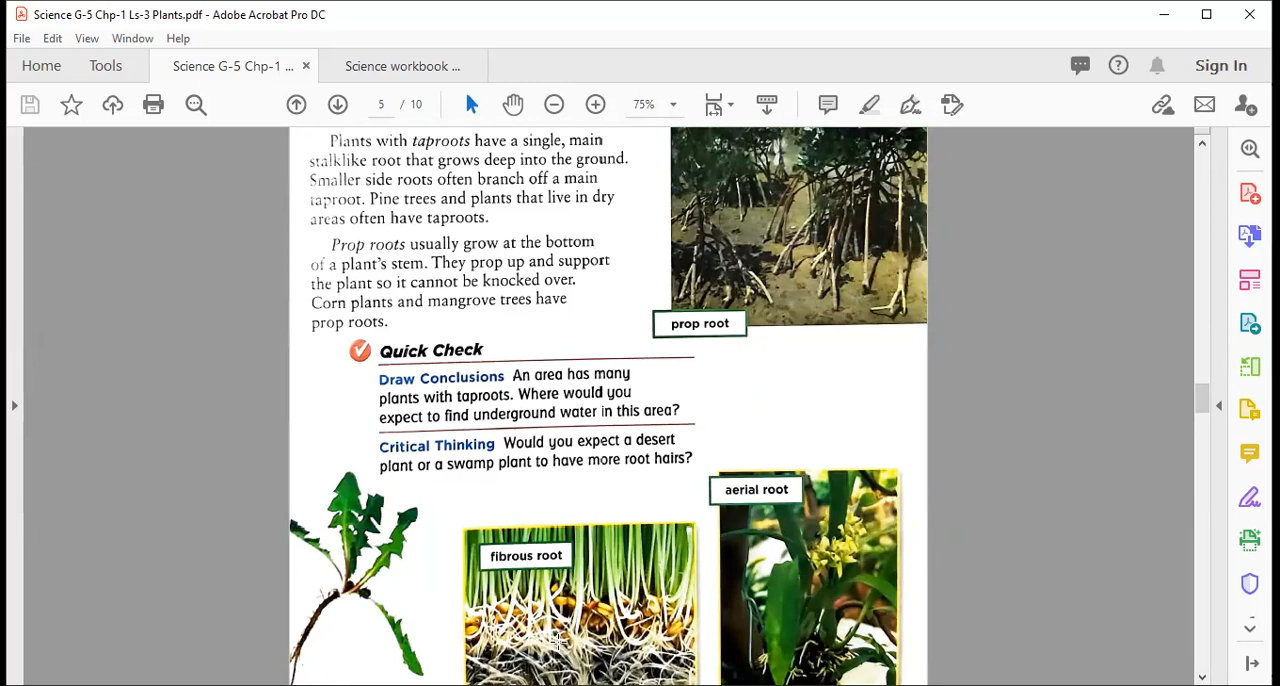 Science G-5 Chp-1 Ls-3 Plants.pdf - Adobe Acrobat Pro DC
File Edit View Window Help
Home Tools Science G-5 Chp-1 ... × Science workbook ... Sign In
5 / 10 75%
Plants with taproots have a single, main
stalklike root that grows deep into the ground.
Smaller side roots often branch off a main
taproot. Pine trees and plants that live in dry
areas often have taproots.
Prop roots usually grow at the bottom
of a plant's stem. They prop up and support
the plant so it cannot be knocked over.
Corn plants and mangrove trees have
prop roots.
prop root
Quick Check
Draw Conclusions An area has many
plants with taproots. Where would you
expect to find underground water in this area?
Critical Thinking Would you expect a desert
plant or a swamp plant to have more root hairs?
aerial root
fibrous root